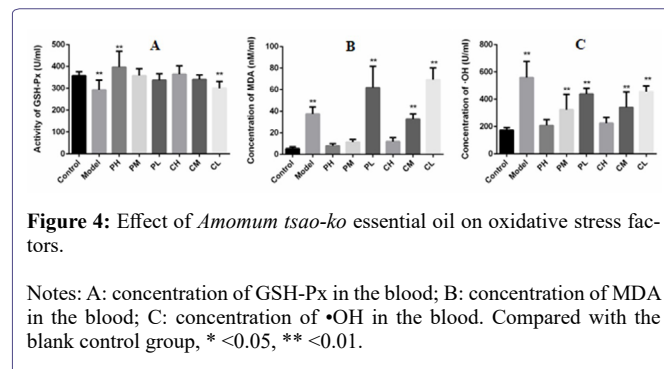 A
B
C
Activity of GSH-Px (U/ml)
500
400
300
200
100
0
**
**
**
Control
Model
PH
PM
PL
CH
CM
CL
Concentration of MDA (nM/ml)
100
80
60
40
20
0
**
**
**
**
Control
Model
PH
PM
PL
CH
CM
CL
Concentration of ·OH (U/ml)
800
600
400
200
0
**
**
**
**
**
Control
Model
PH
PM
PL
CH
CM
CL
Figure 4: Effect of Amomum tsao-ko essential oil on oxidative stress fac-
tors.
Notes: A: concentration of GSH-Px in the blood; B: concentration of MDA
in the blood; C: concentration of •OH in the blood. Compared with the
blank control group, * <0.05, ** <0.01.